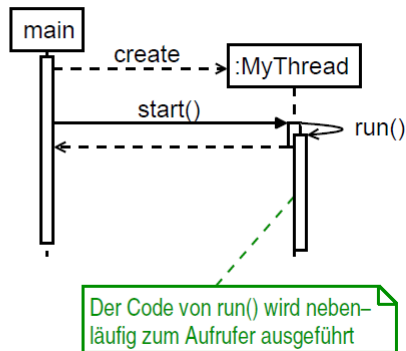 main
create
:MyThread
start()
run()
Der Code von run() wird neben–
läufig zum Aufrufer ausgeführt